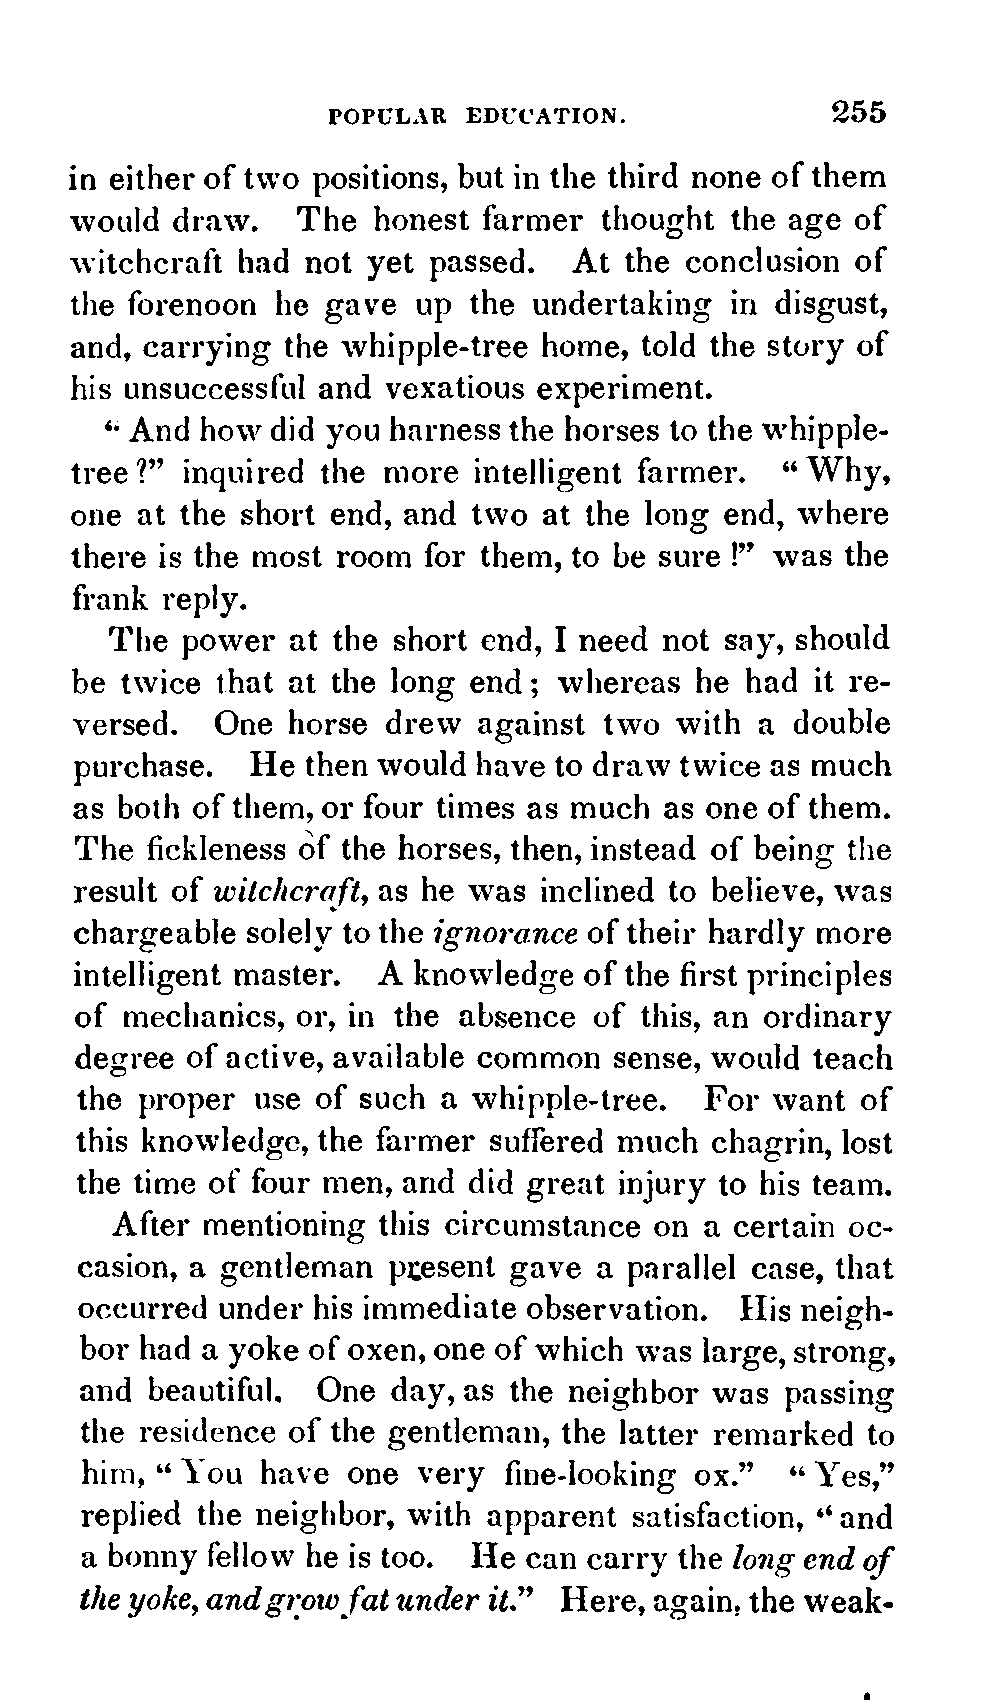 POPULAR EDUCATION. 255
in either of two positions, but in the third none of them
would draw. The honest farmer thought the age of
witchcraft had not yet passed. At the conclusion of
the forenoon he gave up the undertaking in disgust,
and, carrying the whipple-tree home, told the story of
his unsuccessful and vexatious experiment.
“ And how did you harness the horses to the whipple-
tree ?” inquired the more intelligent farmer. “ Why,
one at the short end, and two at the long end, where
there is the most room for them, to be sure !” was the
frank reply.
The power at the short end, I need not say, should
be twice that at the long end ; whereas he had it re-
versed. One horse drew against two with a double
purchase. He then would have to draw twice as much
as both of them, or four times as much as one of them.
The fickleness of the horses, then, instead of being the
result of witchcraft, as he was inclined to believe, was
chargeable solely to the ignorance of their hardly more
intelligent master. A knowledge of the first principles
of mechanics, or, in the absence of this, an ordinary
degree of active, available common sense, would teach
the proper use of such a whipple-tree. For want of
this knowledge, the farmer suffered much chagrin, lost
the time of four men, and did great injury to his team.
After mentioning this circumstance on a certain oc-
casion, a gentleman present gave a parallel case, that
occurred under his immediate observation. His neigh-
bor had a yoke of oxen, one of which was large, strong,
and beautiful. One day, as the neighbor was passing
the residence of the gentleman, the latter remarked to
him, “ You have one very fine-looking ox.” “ Yes,”
replied the neighbor, with apparent satisfaction, “ and
a bonny fellow he is too. He can carry the long end of
the yoke, and grow fat under it.” Here, again, the weak-